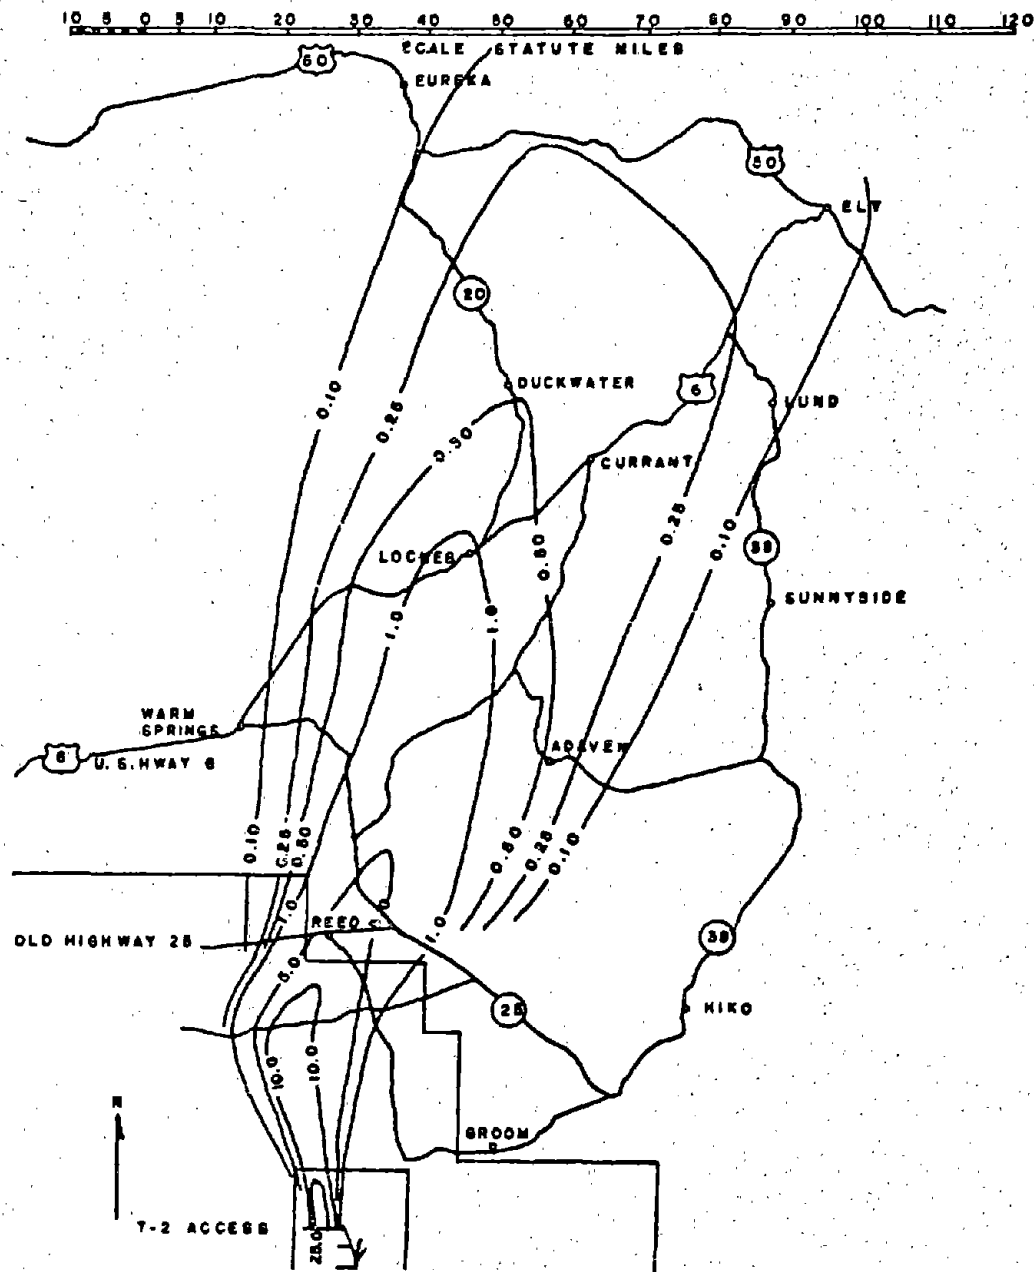 10 5 0 10 20 30 40 50 60 70 80 90 100 110 120
SCALE STATUTE MILES
50
EUREKA
50
ELY
20
DUCKWATER
6
LUND
0.10
0.25
0.50
CURRANT
0.25
0.10
LOCKES
0.50
38
1.0
1.0
SUNNYSIDE
WARM
SPRINGS
ADAVEN
6
U.S. HWAY 6
0.10
0.25
0.50
0.50
0.25
0.10
1.0
REED
5.0
1.0
OLD HIGHWAY 25
38
5.0
25
HIKO
10.0
10.0
N
GROOM
T-2 ACCESS
25.0